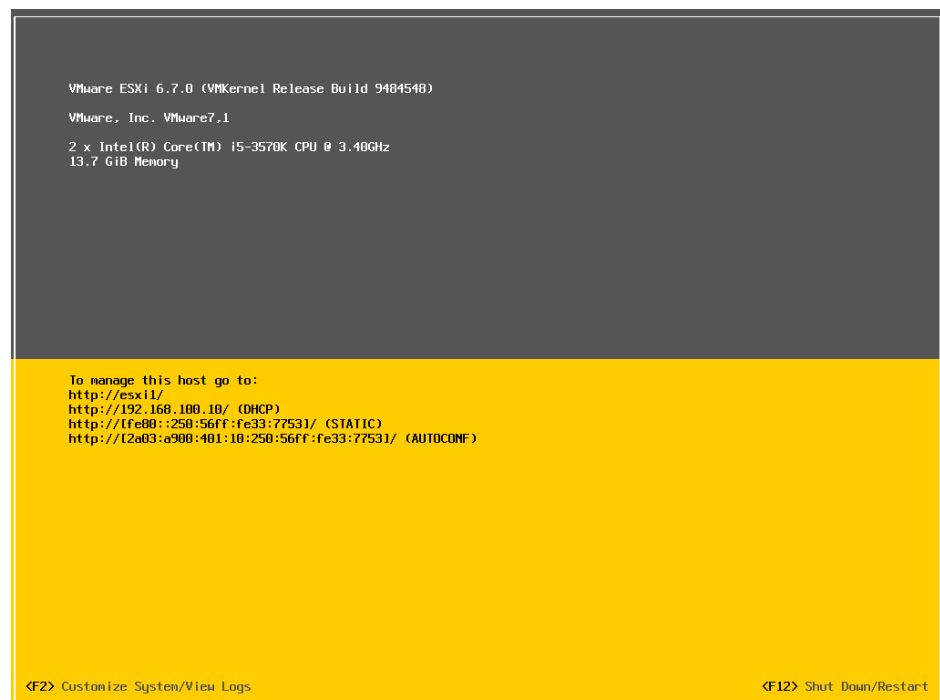 VMware ESXi 6.7.0 (VMKernel Release Build 9484548)
VMware, Inc. VMware7,1
2 x Intel(R) Core(TM) i5-3570K CPU @ 3.40GHz
13.7 GiB Memory
To manage this host go to:
http://esxi1/
http://192.168.100.10/ (DHCP)
http://[fe80::250:56ff:fe33:7753]/ (STATIC)
http://[2a03:a900:401:10:250:56ff:fe33:7753]/ (AUTOCONF)
<F2> Customize System/View Logs
<F12> Shut Down/Restart